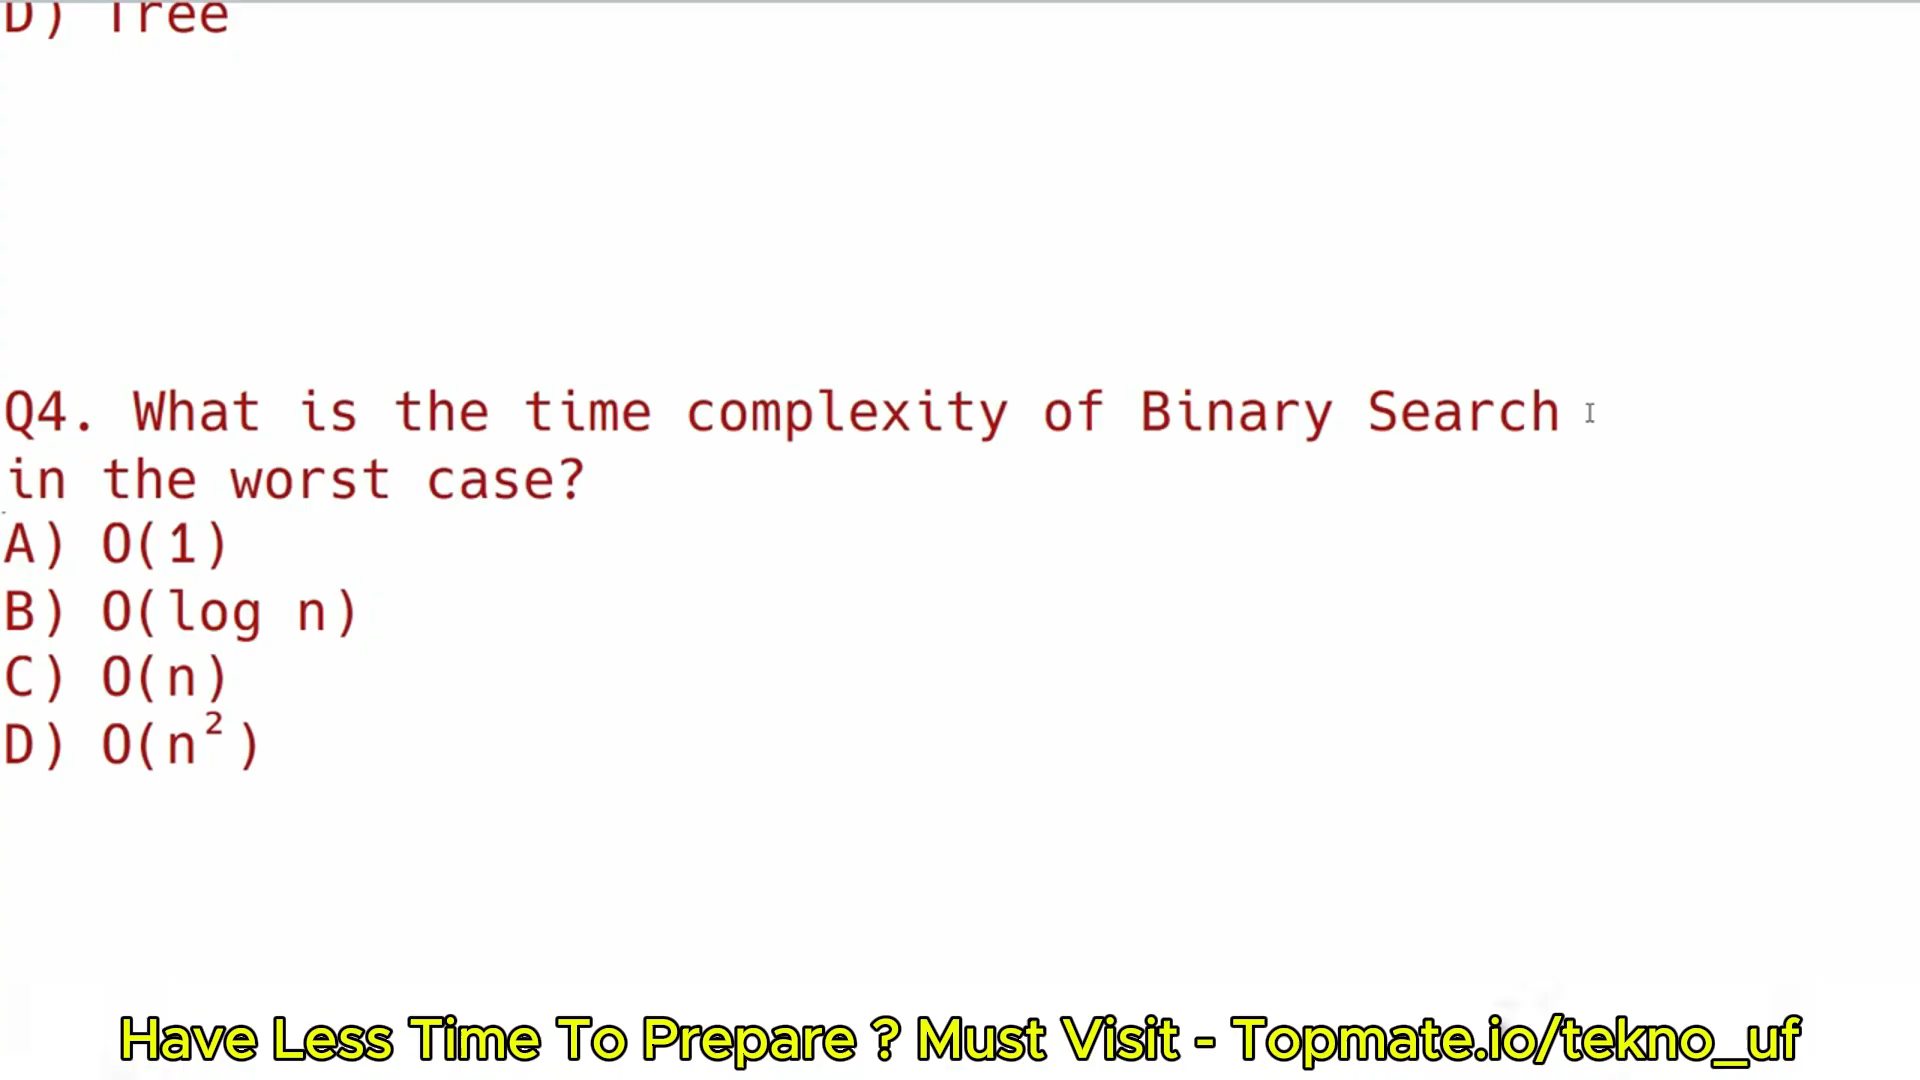 D) Tree
Q4. What is the time complexity of Binary Search
in the worst case?
A) O(1)
B) O(log n)
C) O(n)
D) O(n²)
Have Less Time To Prepare ? Must Visit - Topmate.io/tekno_uf